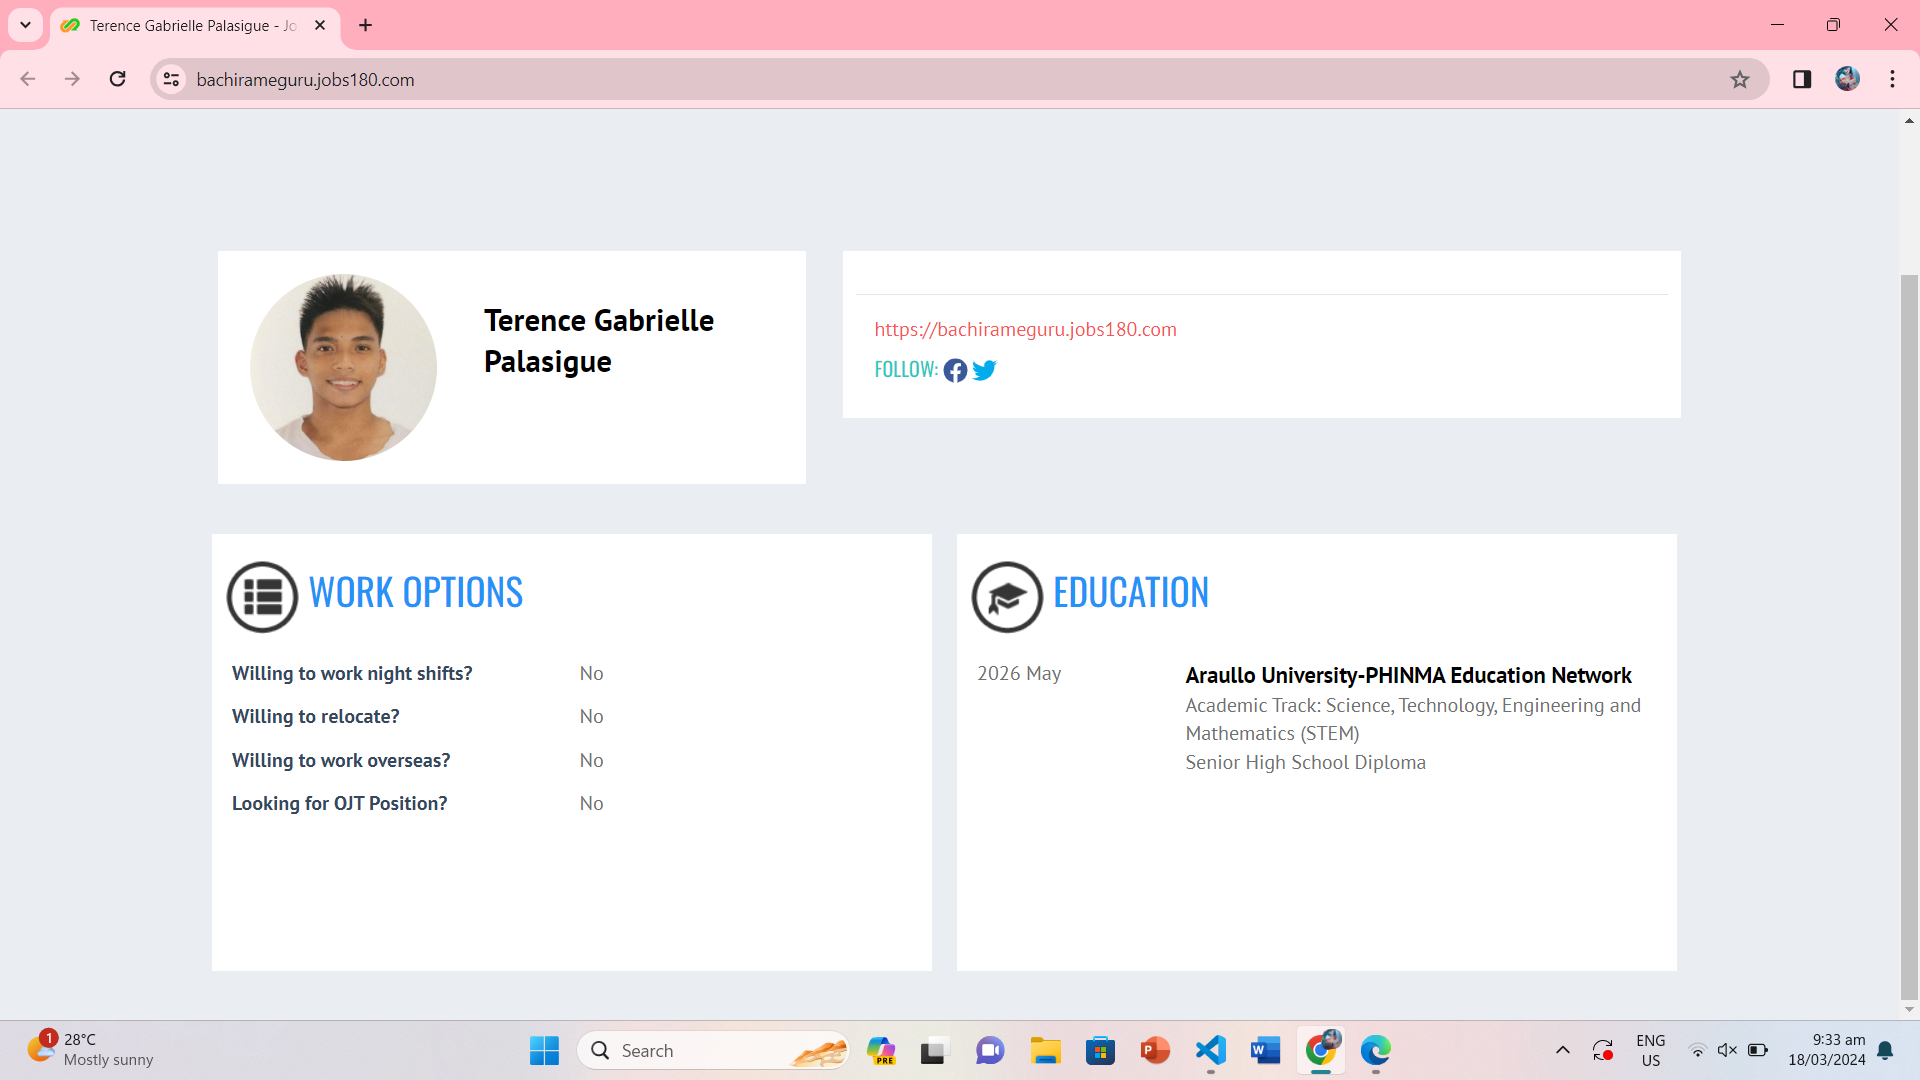 Terence Gabrielle Palasigue - Jo
bachirameguru.jobs180.com
Terence Gabrielle
Palasigue
https://bachirameguru.jobs180.com
FOLLOW:
WORK OPTIONS
Willing to work night shifts? No
Willing to relocate? No
Willing to work overseas? No
Looking for OJT Position? No
EDUCATION
2026 May
Araullo University-PHINMA Education Network
Academic Track: Science, Technology, Engineering and
Mathematics (STEM)
Senior High School Diploma
1
28°C
Mostly sunny
Search
PRE
P
W
ENG
US
9:33 am
18/03/2024